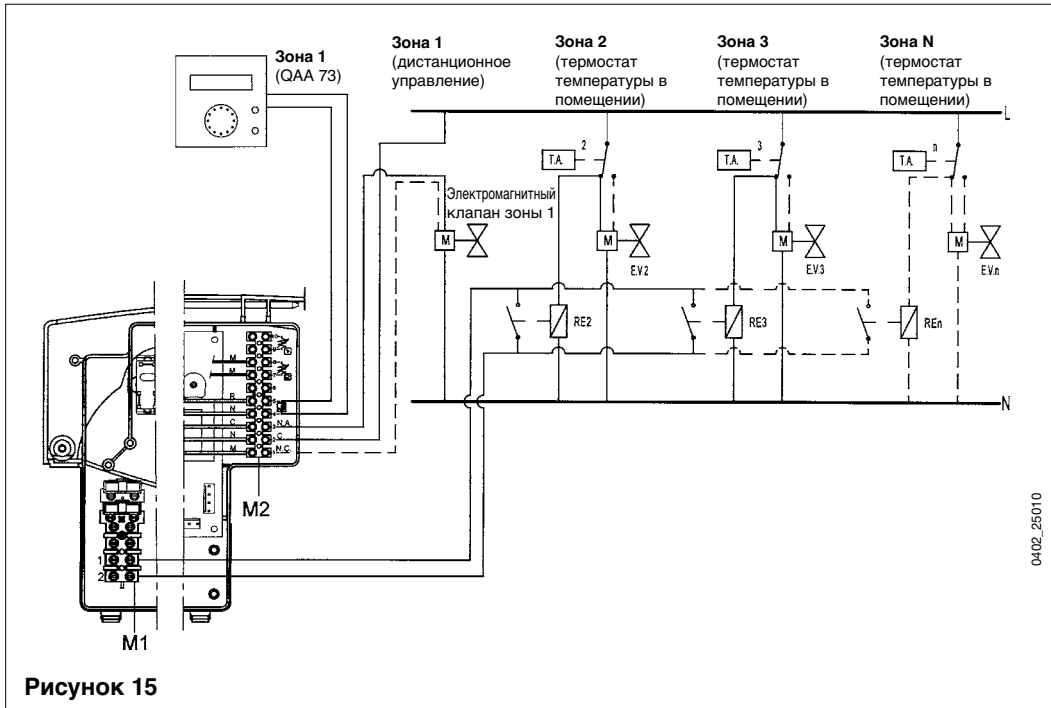 Зона 1
(QAA 73)
Зона 1
(дистанционное
управление)
Зона 2
(термостат
температуры в
помещении)
Зона 3
(термостат
температуры в
помещении)
Зона N
(термостат
температуры в
помещении)
L
T.A.
2
T.A.
3
T.A.
n
Электромагнитный
клапан зоны 1
M
M
E.V.2
M
E.V.3
M
E.V.n
RE2
RE3
REn
N
M
M
R
N
C
N
M
N.A.
C.
N.C.
M2
1
2
M1
0402_25010
Рисунок 15